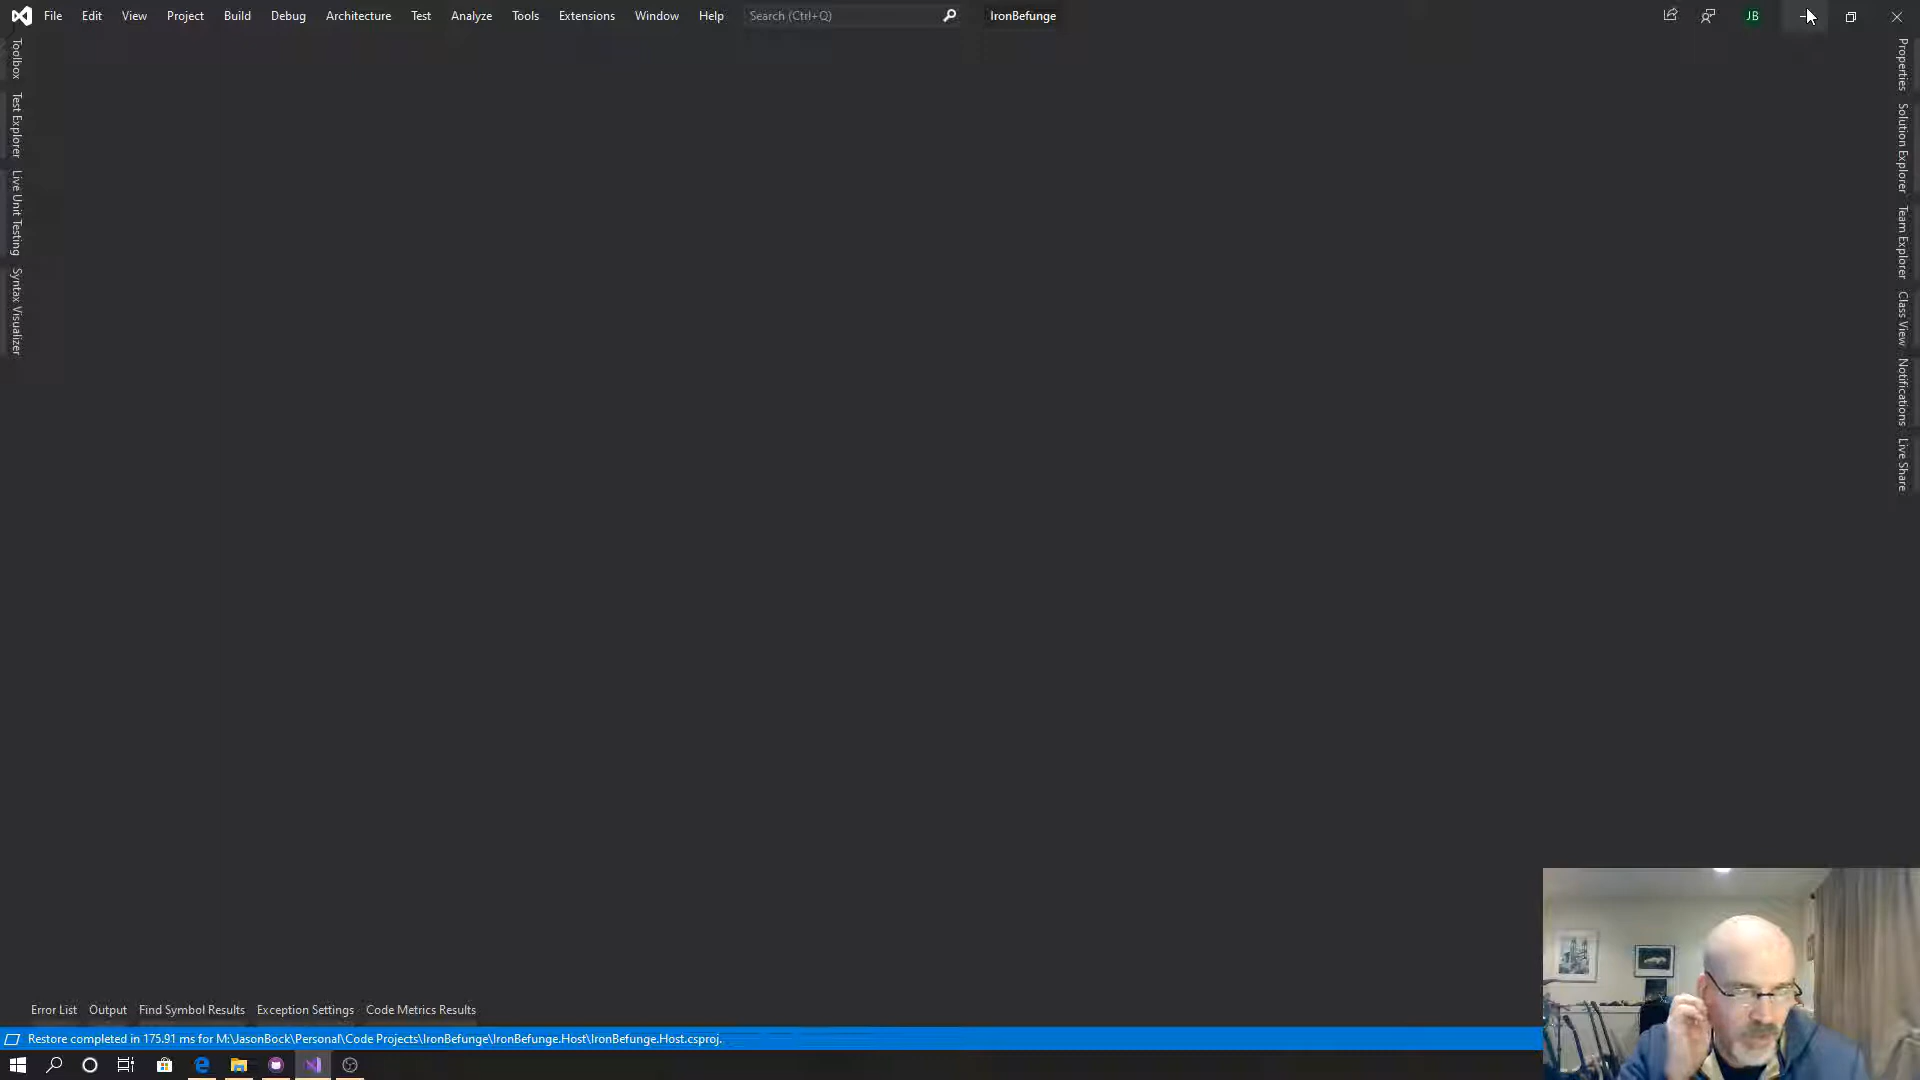 File Edit View Project Build Debug Architecture Test Analyze Tools Extensions Window Help Search (Ctrl+Q) IronBefunge JB
Toolbox
Test Explorer
Live Unit Testing
Syntax Visualizer
Properties
Solution Explorer
Team Explorer
Class View
Notifications
Live Share
Error List Output Find Symbol Results Exception Settings Code Metrics Results
Restore completed in 175.91 ms for M:\JasonBock\Personal\Code Projects\IronBefunge\IronBefunge.Host\IronBefunge.Host.csproj.